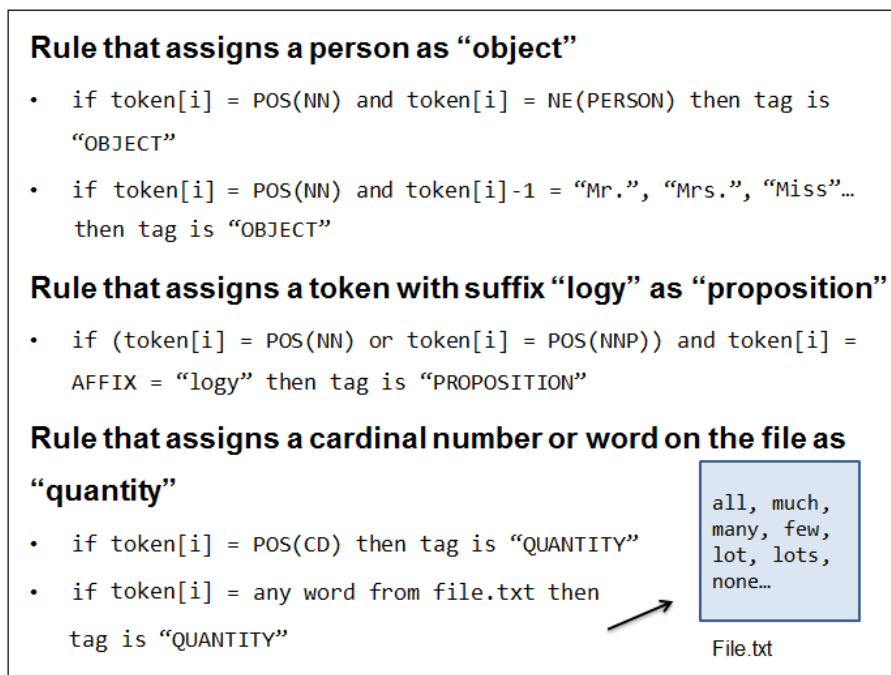 Rule that assigns a person as “object”
• if token[i] = POS(NN) and token[i] = NE(PERSON) then tag is
“OBJECT”
• if token[i] = POS(NN) and token[i]-1 = “Mr.”, “Mrs.”, “Miss”…
then tag is “OBJECT”
Rule that assigns a token with suffix “logy” as “proposition”
• if (token[i] = POS(NN) or token[i] = POS(NNP)) and token[i] =
AFFIX = “logy” then tag is “PROPOSITION”
Rule that assigns a cardinal number or word on the file as
“quantity”
• if token[i] = POS(CD) then tag is “QUANTITY”
• if token[i] = any word from file.txt then
tag is “QUANTITY”
all, much,
many, few,
lot, lots,
none…
File.txt